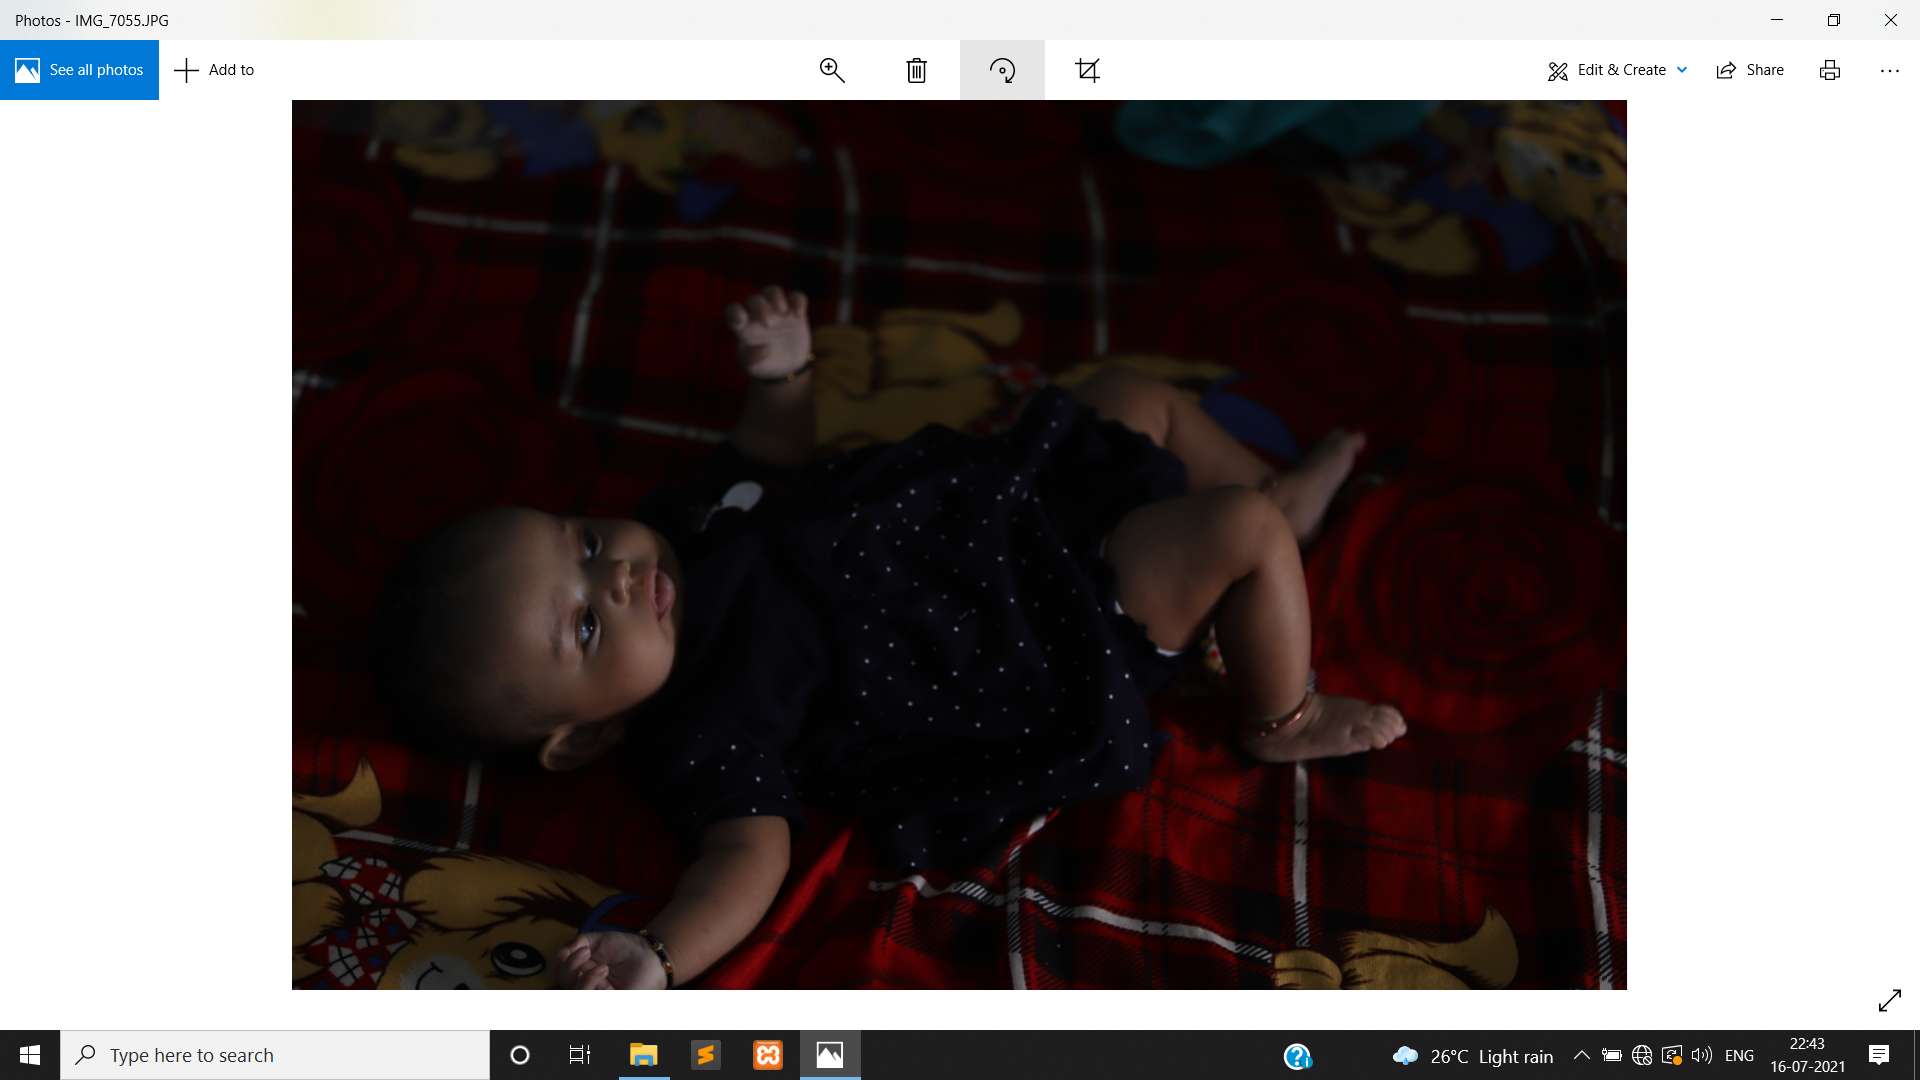 Photos - IMG_7055.JPG
See all photos
Add to
Edit & Create
Share
Type here to search
26°C Light rain
ENG
22:43
16-07-2021